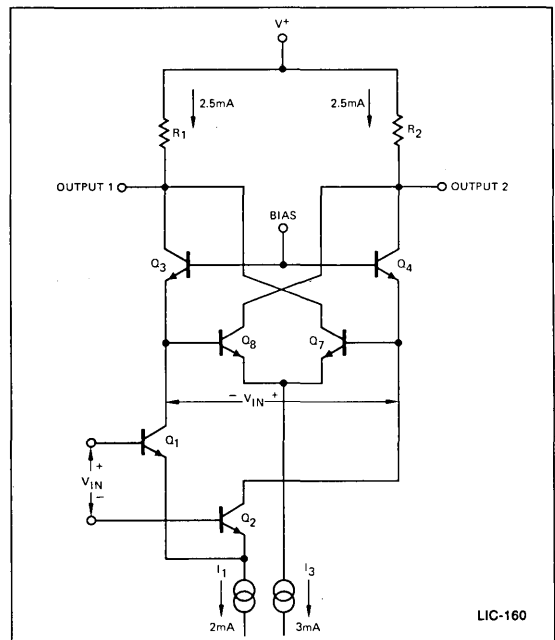 V+
2.5mA
2.5mA
R1
R2
OUTPUT 1
OUTPUT 2
BIAS
Q3
Q4
Q8
Q7
− VIN +
Q1
+
VIN
−
Q2
I1
I3
2mA
3mA
LIC-160